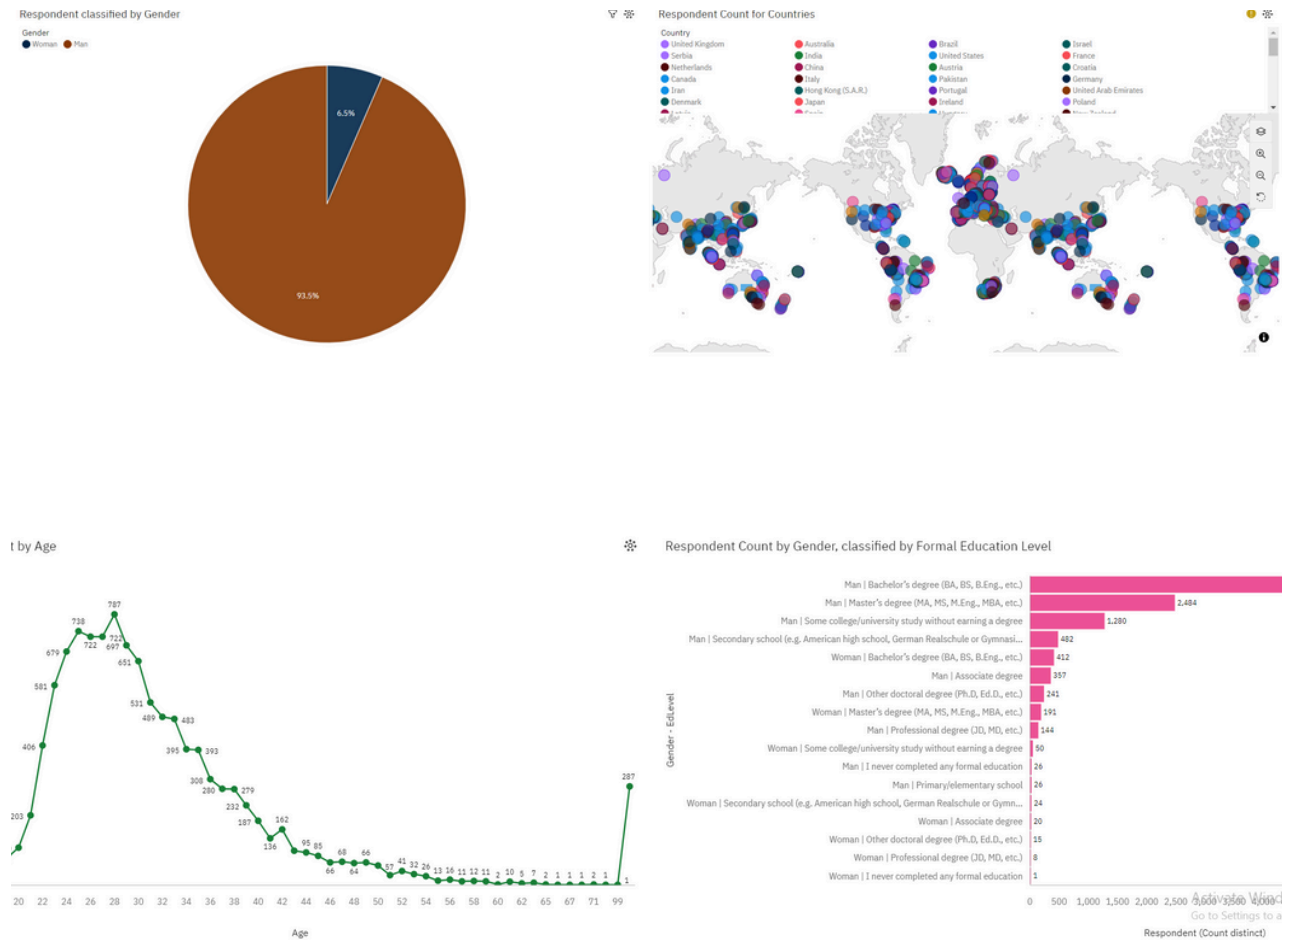 Respondent classified by Gender
Gender
Woman Man
6.5%
93.5%
Respondent Count for Countries
Country
United Kingdom Australia Brazil Israel
Serbia India United States France
Netherlands China Austria Croatia
Canada Italy Pakistan Germany
Iran Hong Kong (S.A.R.) Portugal United Arab Emirates
Denmark Japan Ireland Poland
t by Age
787
738
722
722
697
679
651
581
531
489
483
406
395
393
308
280
279
232
203
187
162
136
95
85
66
68
64
66
57
41
32
26
13
16
11
12
11
2
10
5
7
2
1
1
2
1
1
287
20 22 24 26 28 30 32 34 36 38 40 42 44 46 48 50 52 54 56 58 60 62 65 67 71 99
Age
Respondent Count by Gender, classified by Formal Education Level
Gender - EdLevel
Man | Bachelor's degree (BA, BS, B.Eng., etc.)
Man | Master's degree (MA, MS, M.Eng., MBA, etc.) 2,484
Man | Some college/university study without earning a degree 1,280
Man | Secondary school (e.g. American high school, German Realschule or Gymnasi... 482
Woman | Bachelor's degree (BA, BS, B.Eng., etc.) 412
Man | Associate degree 357
Man | Other doctoral degree (Ph.D, Ed.D., etc.) 241
Woman | Master's degree (MA, MS, M.Eng., MBA, etc.) 191
Man | Professional degree (JD, MD, etc.) 144
Woman | Some college/university study without earning a degree 50
Man | I never completed any formal education 26
Man | Primary/elementary school 26
Woman | Secondary school (e.g. American high school, German Realschule or Gymn... 24
Woman | Associate degree 20
Woman | Other doctoral degree (Ph.D, Ed.D., etc.) 15
Woman | Professional degree (JD, MD, etc.) 8
Woman | I never completed any formal education 1
0 500 1,000 1,500 2,000 2,500 3,000 3,500 4,000
Activate Wind
Go to Settings to a
Respondent (Count distinct)